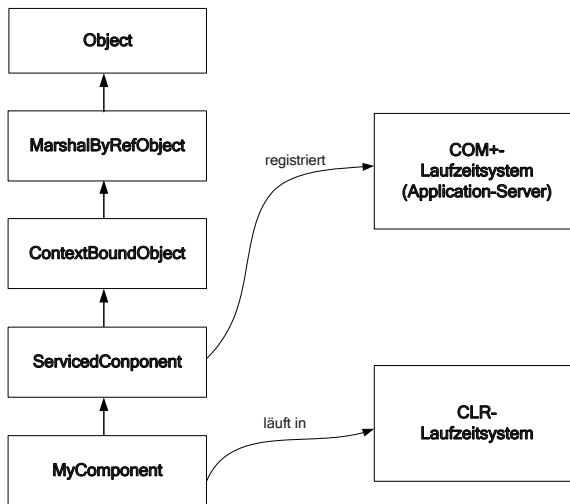 Object
MarshalByRefObject
registriert
COM+-
Laufzeitsystem
(Application-Server)
ContextBoundObject
ServicedConponent
läuft in
CLR-
Laufzeitsystem
MyComponent